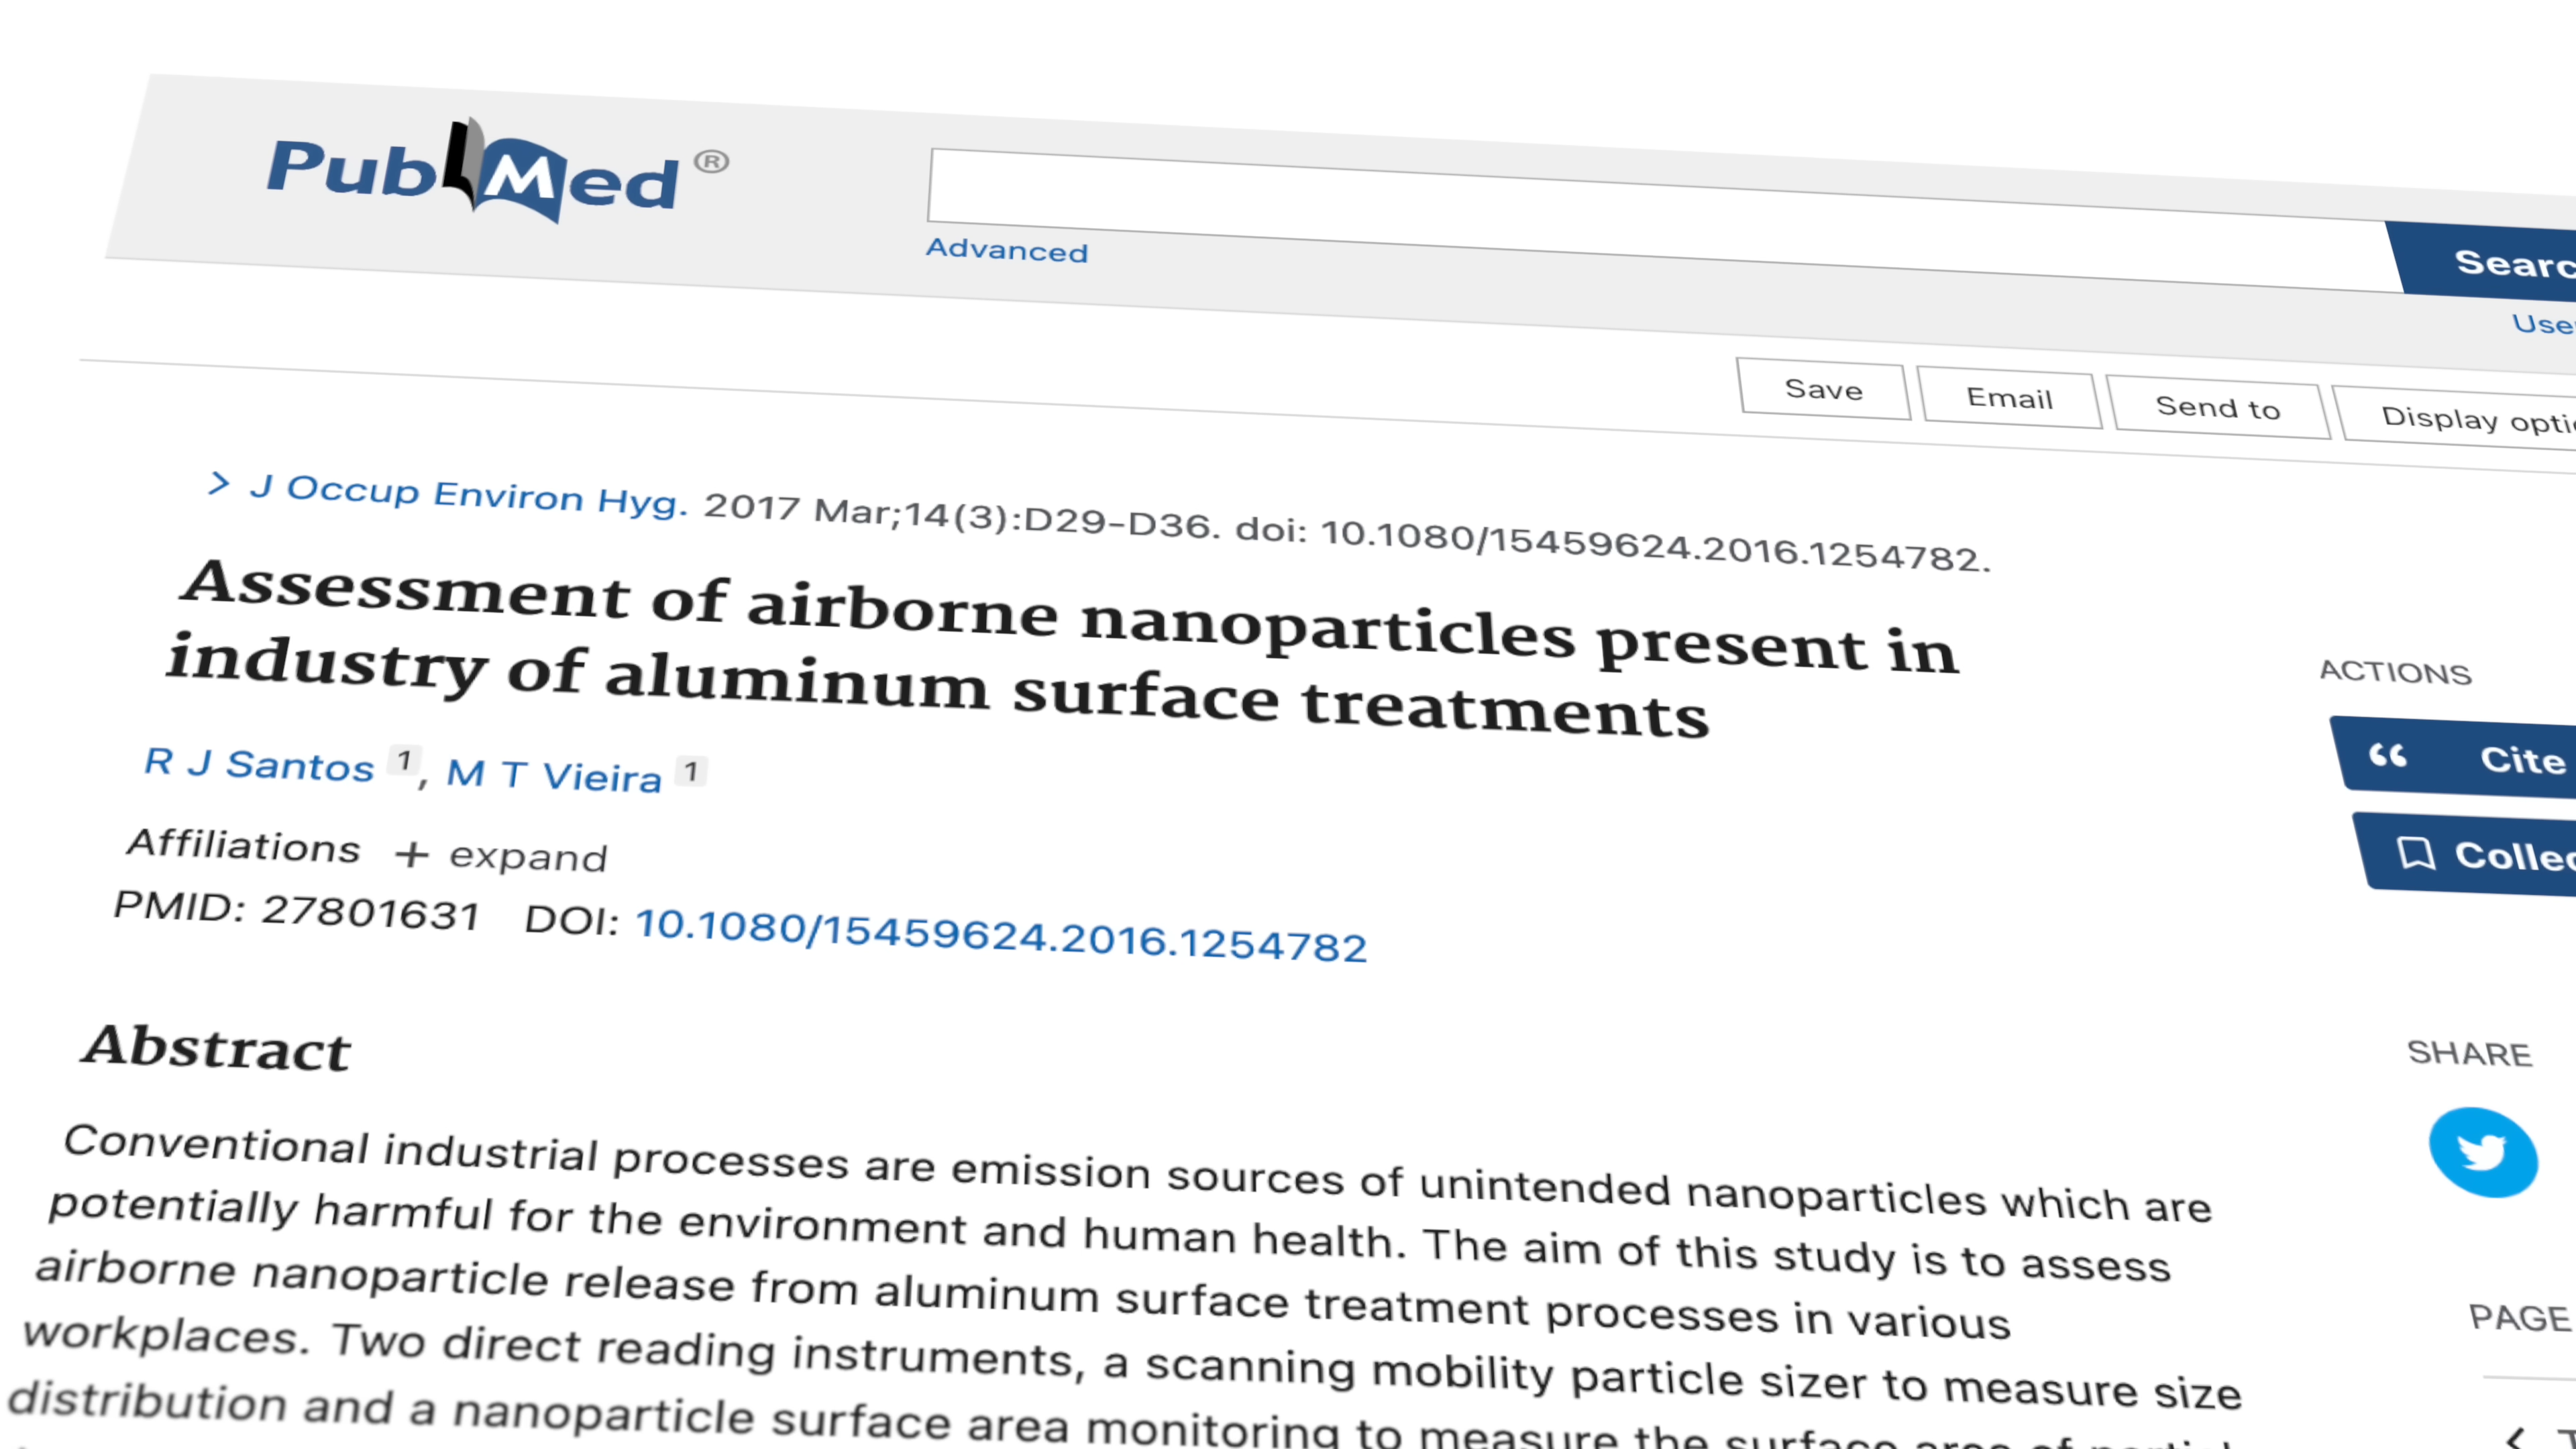 PubMed®
Advanced
Save
Email
Send to
Display
> J Occup Environ Hyg. 2017 Mar;14(3):D29-D36. doi: 10.1080/15459624.2016.1254782.
Assessment of airborne nanoparticles present in
industry of aluminum surface treatments
R J Santos 1, M T Vieira 1
Affiliations + expand
PMID: 27801631 DOI: 10.1080/15459624.2016.1254782
ACTIONS
“ Cite
SHARE
PAGE
Abstract
Conventional industrial processes are emission sources of unintended nanoparticles which are
potentially harmful for the environment and human health. The aim of this study is to assess
airborne nanoparticle release from aluminum surface treatment processes in various
workplaces. Two direct reading instruments, a scanning mobility particle sizer to measure size
distribution and a nanoparticle surface area monitoring to measure the surface area of